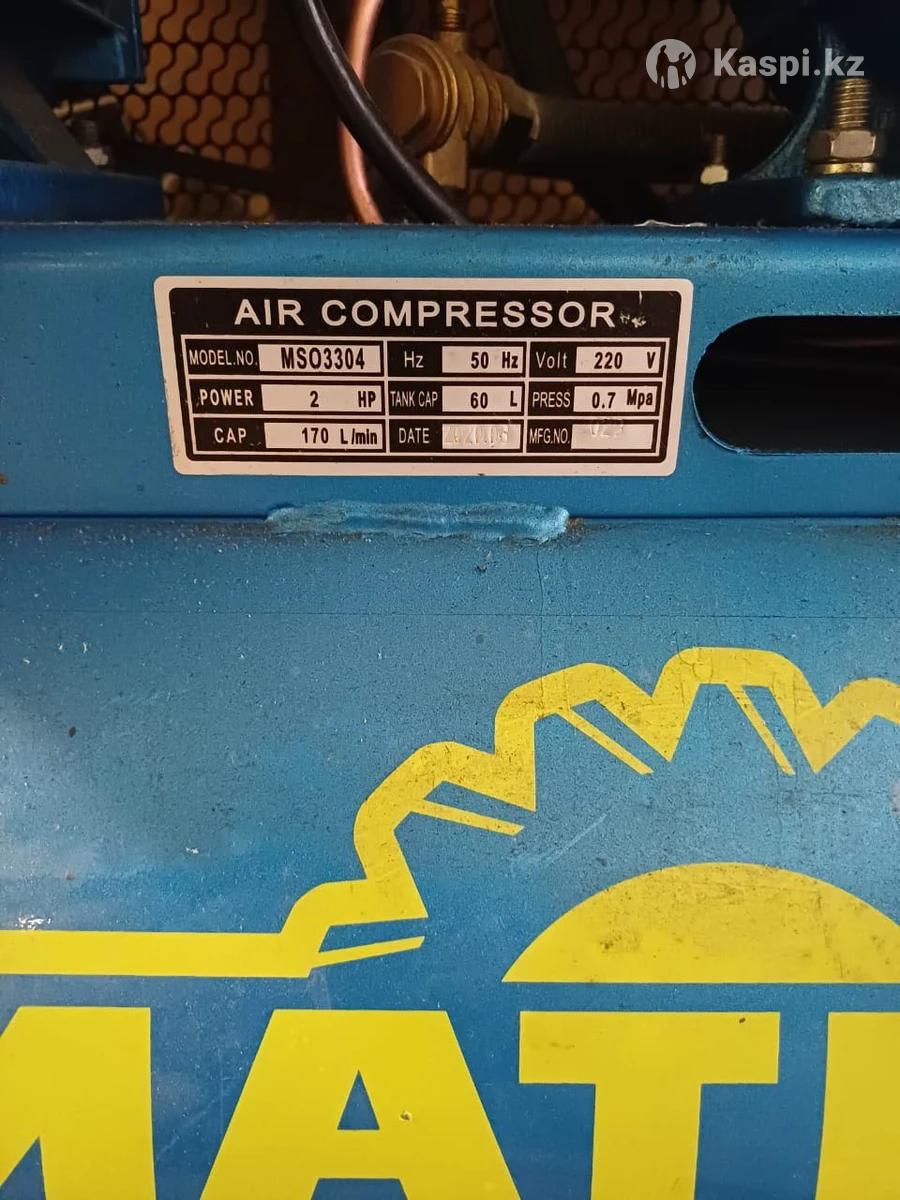 Kaspi.kz
AIR COMPRESSOR
MODEL.NO. MSO3304 Hz 50 Hz Volt 220 V
POWER 2 HP TANK CAP 60 L PRESS 0.7 Mpa
CAP 170 L/min DATE MFG.NO.
MAT